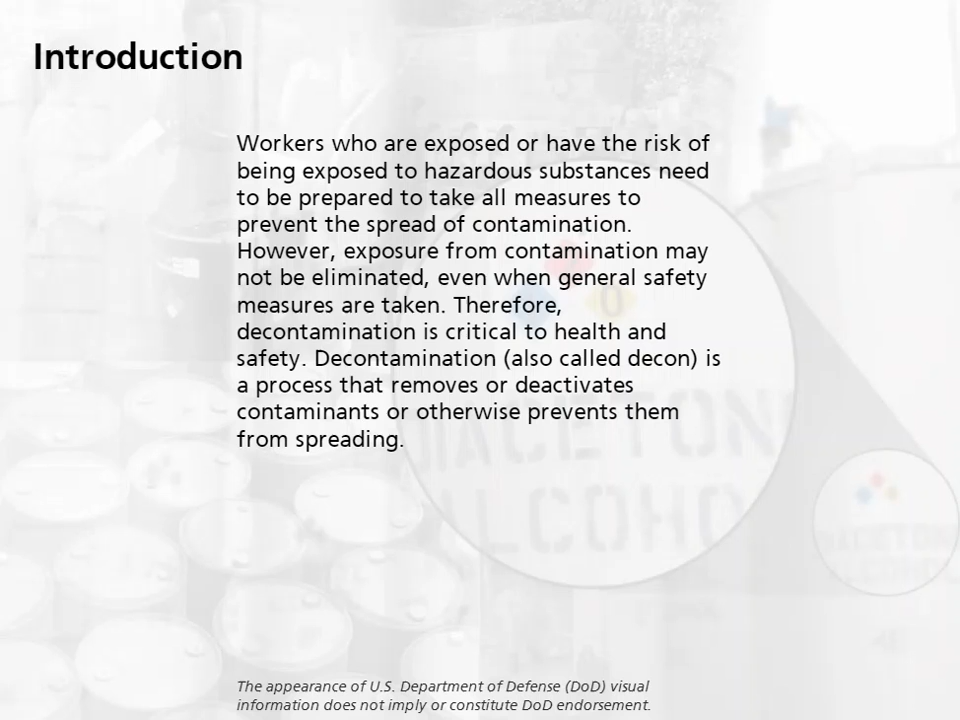 Introduction
Workers who are exposed or have the risk of
being exposed to hazardous substances need
to be prepared to take all measures to
prevent the spread of contamination.
However, exposure from contamination may
not be eliminated, even when general safety
measures are taken. Therefore,
decontamination is critical to health and
safety. Decontamination (also called decon) is
a process that removes or deactivates
contaminants or otherwise prevents them
from spreading.
0
The appearance of U.S. Department of Defense (DoD) visual
information does not imply or constitute DoD endorsement.